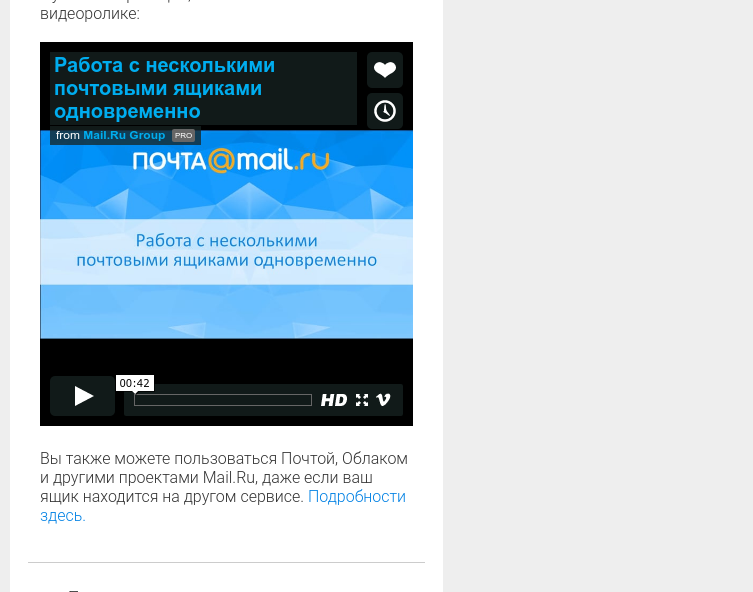 видеоролике:
Работа с несколькими
почтовыми ящиками
одновременно
from Mail.Ru Group PRO
почта@mail.ru
Работа с несколькими
почтовыми ящиками одновременно
00:42
HD
Вы также можете пользоваться Почтой, Облаком
и другими проектами Mail.Ru, даже если ваш
ящик находится на другом сервисе. Подробности
здесь.